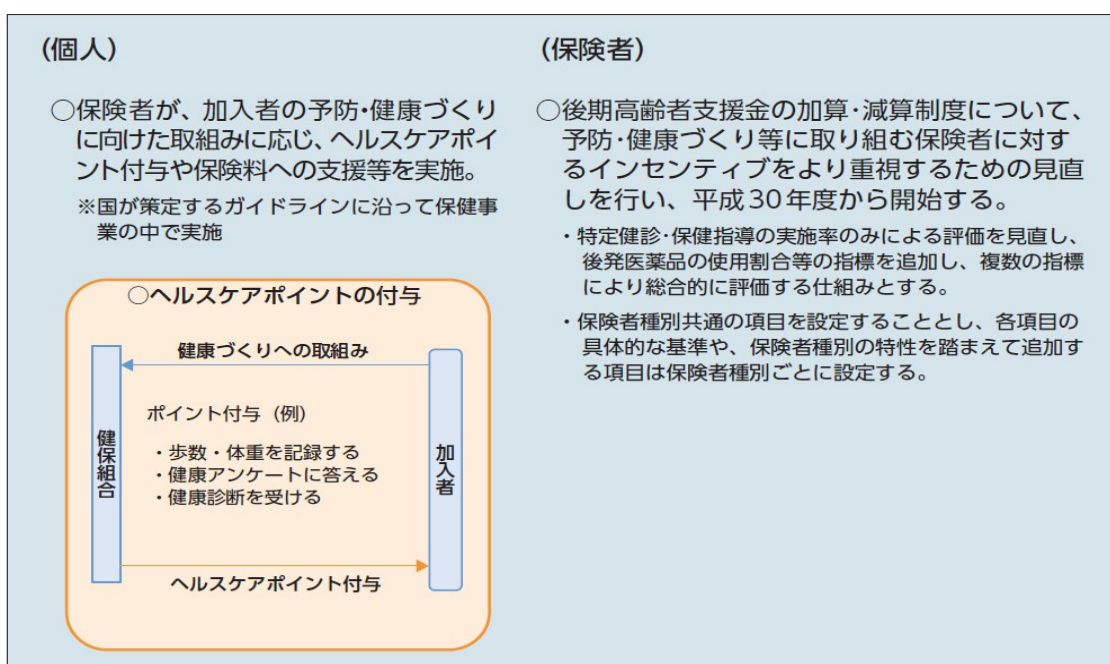 (個人)
○保険者が、加入者の予防・健康づくり
に向けた取組みに応じ、ヘルスケアポイ
ント付与や保険料への支援等を実施。
※国が策定するガイドラインに沿って保健事
業の中で実施
○ヘルスケアポイントの付与
健康づくりへの取組み
健保組合
ポイント付与（例）
・歩数・体重を記録する
・健康アンケートに答える
・健康診断を受ける
加入者
ヘルスケアポイント付与
(保険者)
○後期高齢者支援金の加算・減算制度について、
予防・健康づくり等に取り組む保険者に対す
るインセンティブをより重視するための見直
しを行い、平成30年度から開始する。
・特定健診・保健指導の実施率のみによる評価を見直し、
後発医薬品の使用割合等の指標を追加し、複数の指標
により総合的に評価する仕組みとする。
・保険者種別共通の項目を設定することとし、各項目の
具体的な基準や、保険者種別の特性を踏まえて追加す
る項目は保険者種別ごとに設定する。